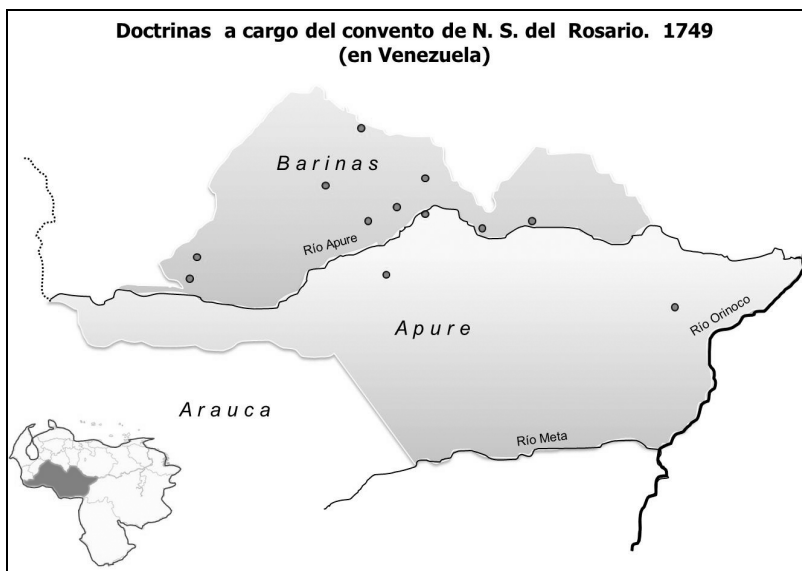 Doctrinas a cargo del convento de N. S. del Rosario. 1749
(en Venezuela)
Barinas
Río Apure
Apure
Río Orinoco
Arauca
Río Meta